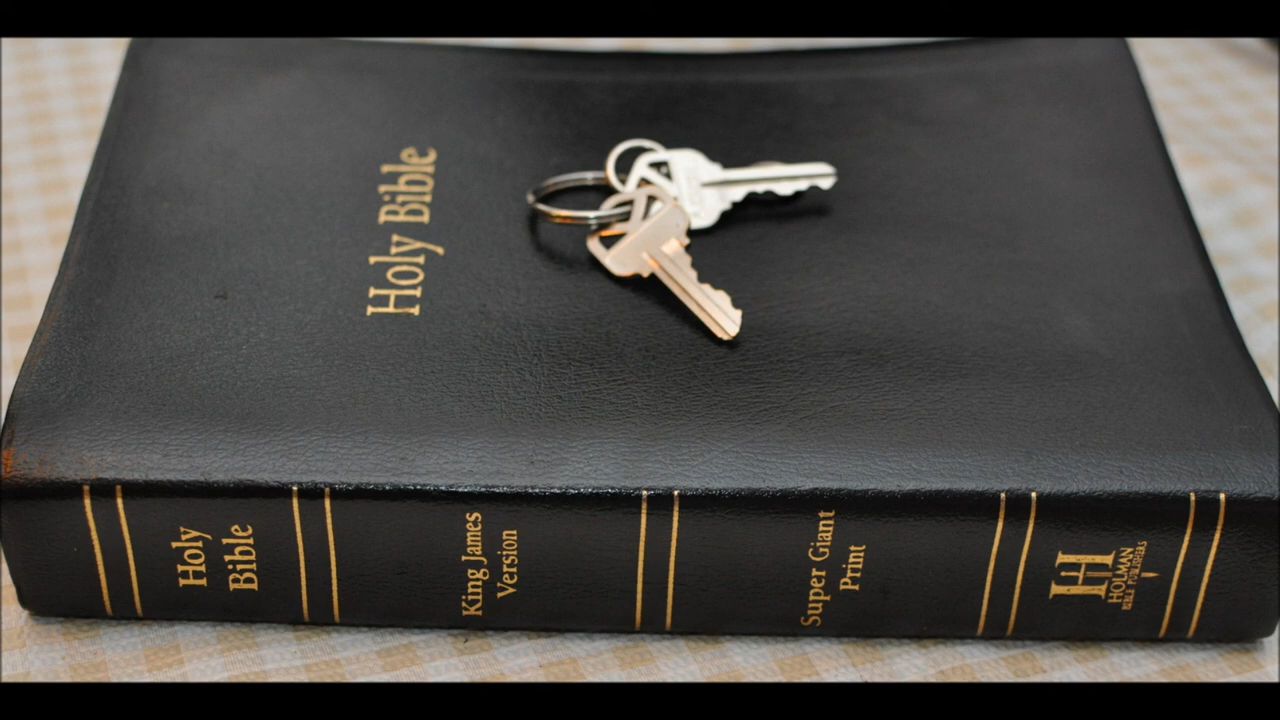 Holy Bible
Holy
Bible
King James
Version
Super Giant
Print
HOLMAN
BIBLE PUBLISHERS